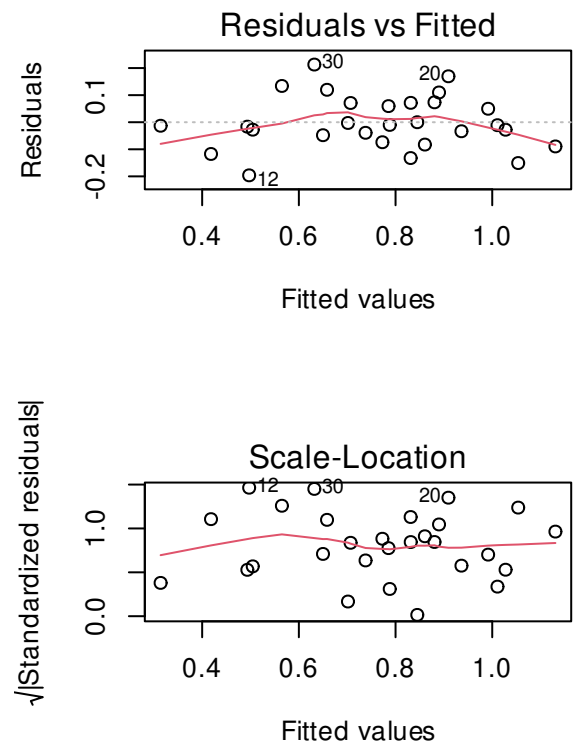 Residuals vs Fitted
Residuals
0.1
-0.2
30
20
12
0.4 0.6 0.8 1.0
Fitted values
Scale-Location
√|Standardized residuals|
1.0
0.0
12
30
20
0.4 0.6 0.8 1.0
Fitted values